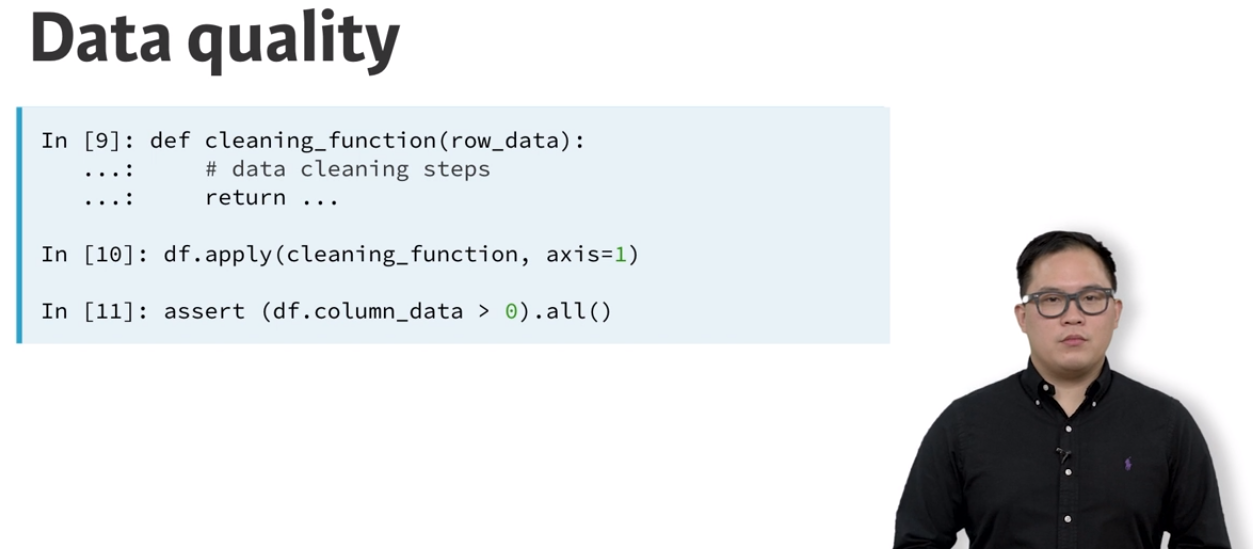 Data quality
In [9]: def cleaning_function(row_data):
   ...:     # data cleaning steps
   ...:     return ...
In [10]: df.apply(cleaning_function, axis=1)
In [11]: assert (df.column_data > 0).all()